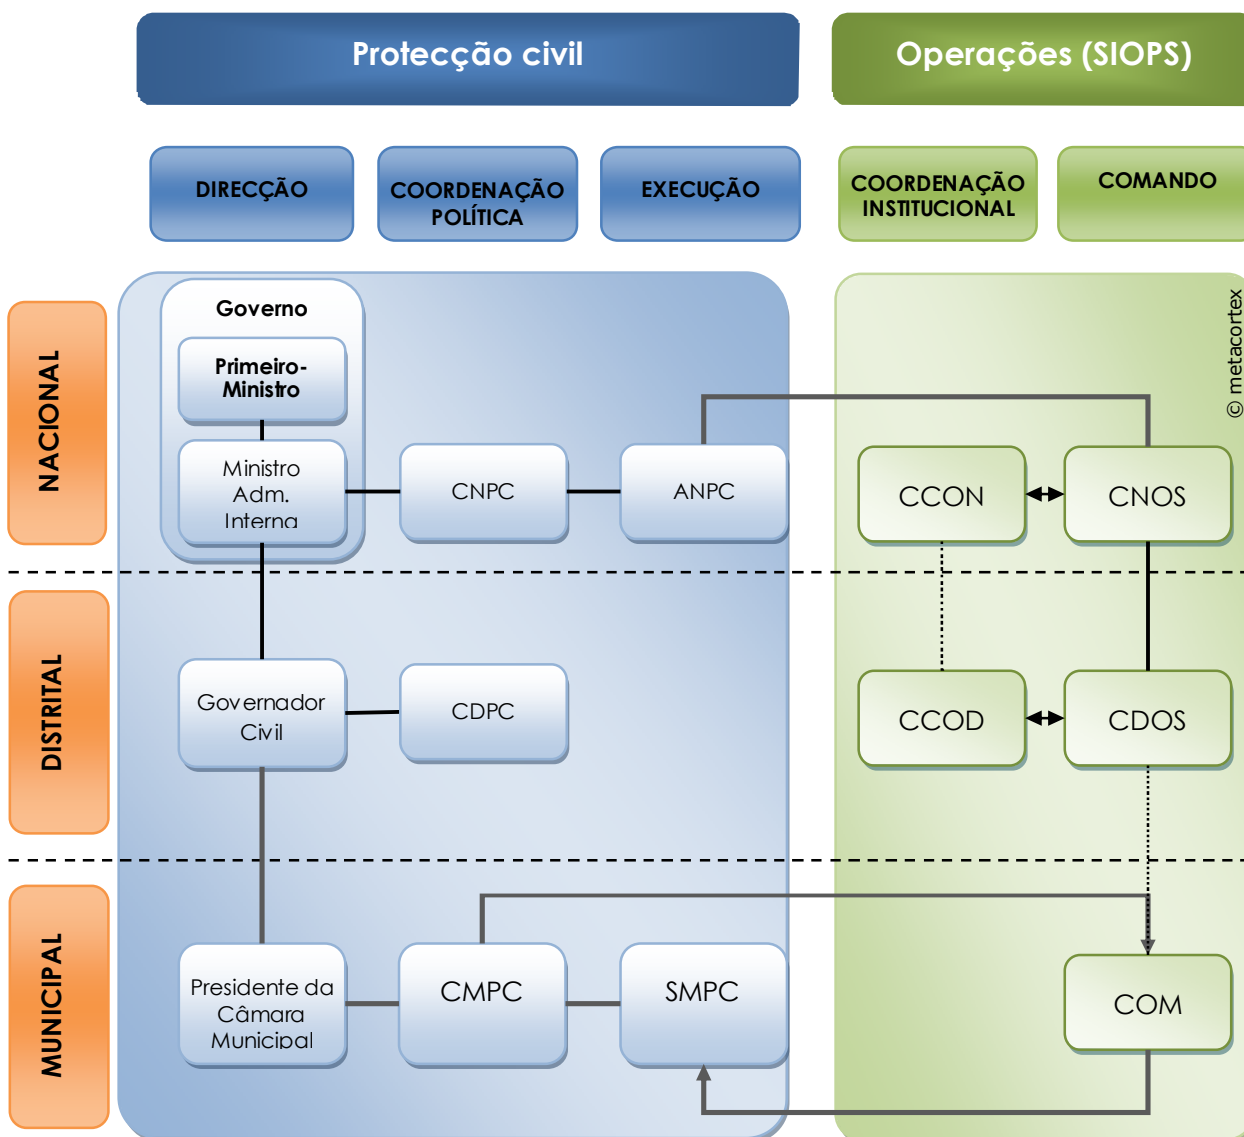 Protecção civil
Operações (SIOPS)
DIRECÇÃO
COORDENAÇÃO
POLÍTICA
EXECUÇÃO
COORDENAÇÃO
INSTITUCIONAL
COMANDO
NACIONAL
Governo
Primeiro-
Ministro
Ministro
Adm.
Interna
CNPC
ANPC
CCON
CNOS
© metacortex
DISTRITAL
Governador
Civil
CDPC
CCOD
CDOS
MUNICIPAL
Presidente da
Câmara
Municipal
CMPC
SMPC
COM